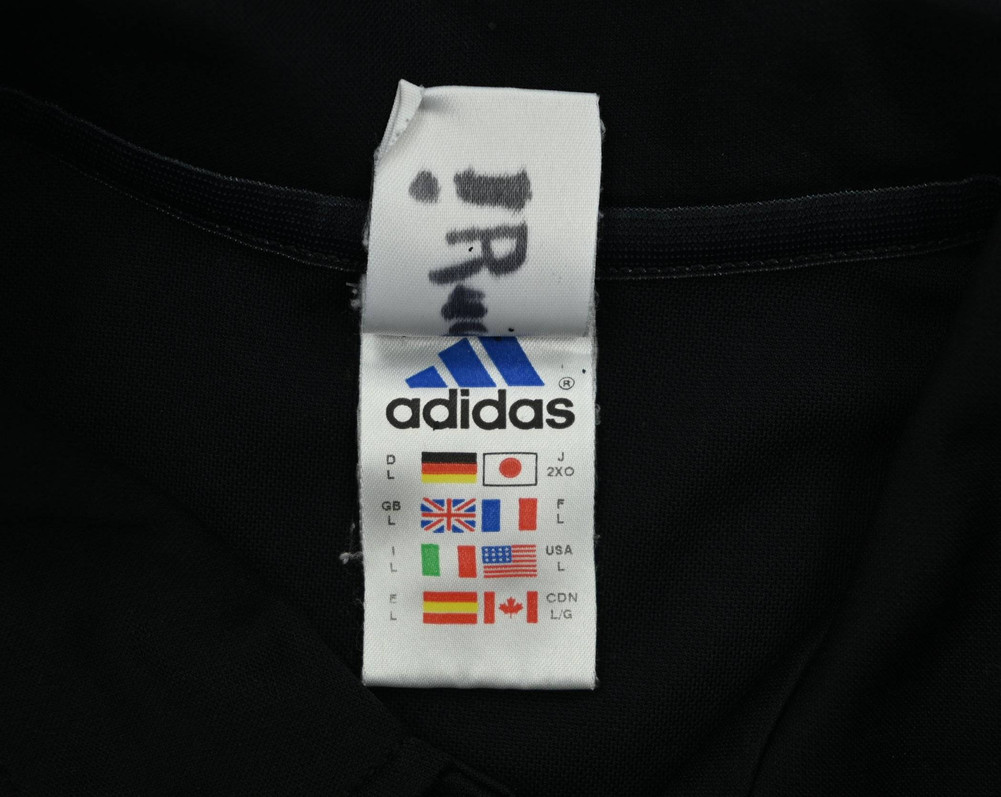 adidas®
D L J 2XO
GB L F L
I L USA L
E L CDN L/G